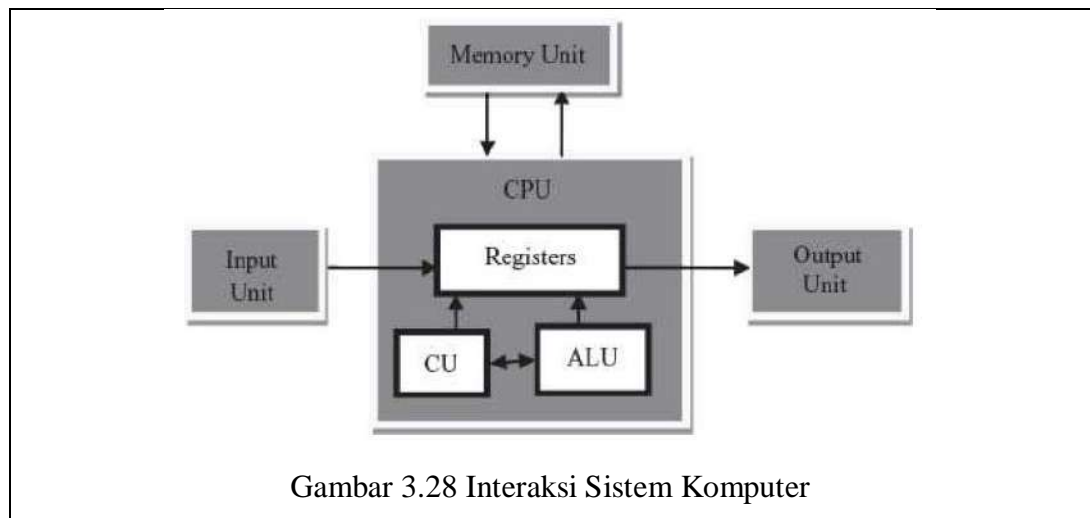 Memory Unit
CPU
Registers
Input
Unit
Output
Unit
CU
ALU
Gambar 3.28 Interaksi Sistem Komputer